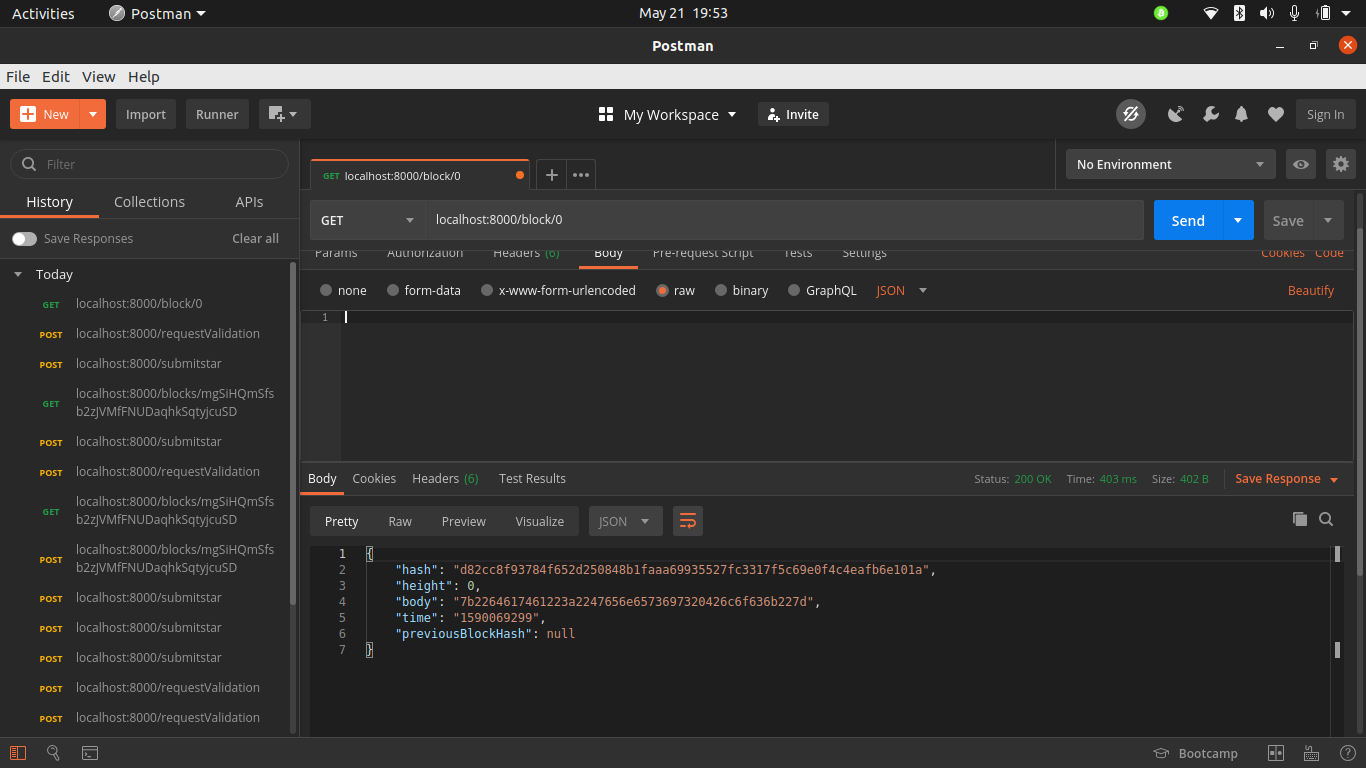 Activities
Postman
May 21 19:53
Postman
File Edit View Help
New
Import
Runner
My Workspace
Invite
Sign In
Filter
History
Collections
APIs
Save Responses
Clear all
Today
GET localhost:8000/block/0
POST localhost:8000/requestValidation
POST localhost:8000/submitstar
GET localhost:8000/blocks/mgSiHQmSfs
b2zJVMfFNUDaqhkSqtyjcuSD
POST localhost:8000/submitstar
POST localhost:8000/requestValidation
GET localhost:8000/blocks/mgSiHQmSfs
b2zJVMfFNUDaqhkSqtyjcuSD
POST localhost:8000/blocks/mgSiHQmSfs
b2zJVMfFNUDaqhkSqtyjcuSD
POST localhost:8000/submitstar
POST localhost:8000/submitstar
POST localhost:8000/submitstar
POST localhost:8000/requestValidation
POST localhost:8000/requestValidation
GET localhost:8000/block/0
No Environment
GET
localhost:8000/block/0
Send
Save
Params Authorization Headers (6) Body Pre-request Script Tests Settings Cookies Code
none form-data x-www-form-urlencoded raw binary GraphQL JSON Beautify
1
Body Cookies Headers (6) Test Results Status: 200 OK Time: 403 ms Size: 402 B Save Response
Pretty Raw Preview Visualize JSON
1 {
2 "hash": "d82cc8f93784f652d250848b1faaa69935527fc3317f5c69e0f4c4eafb6e101a",
3 "height": 0,
4 "body": "7b2264617461223a2247656e6573697320426c6f636b227d",
5 "time": "1590069299",
6 "previousBlockHash": null
7 }
Bootcamp